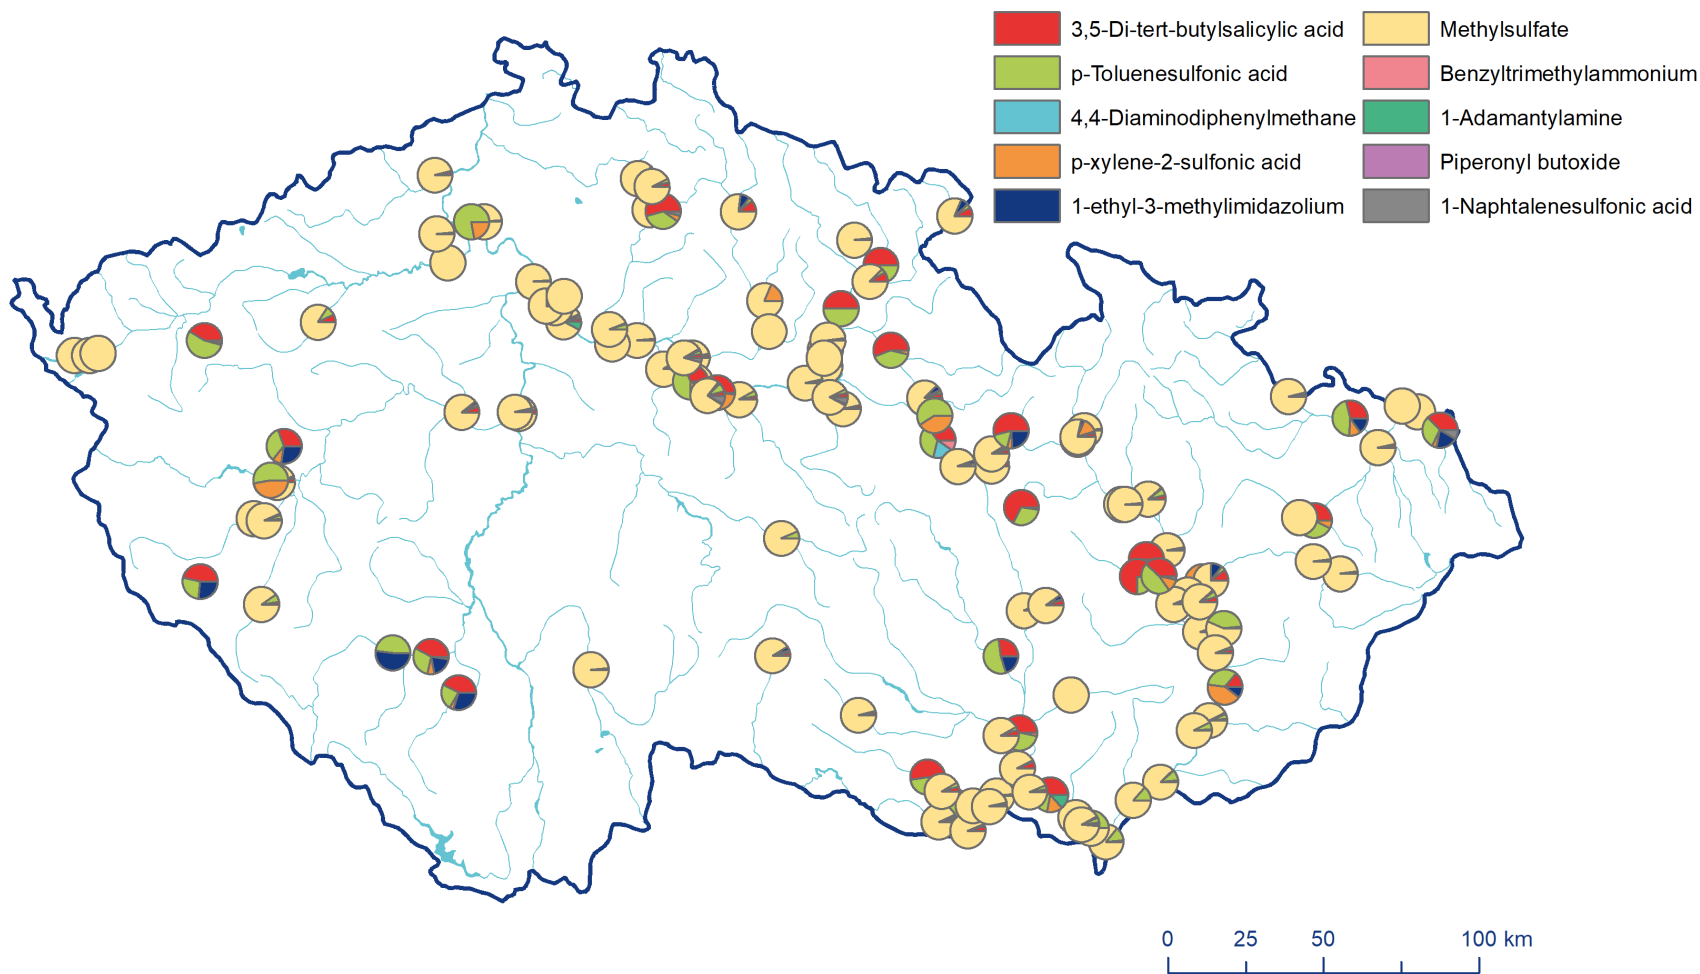 3,5-Di-tert-butylsalicylic acid
p-Toluenesulfonic acid
4,4-Diaminodiphenylmethane
p-xylene-2-sulfonic acid
1-ethyl-3-methylimidazolium
Methylsulfate
Benzyltrimethylammonium
1-Adamantylamine
Piperonyl butoxide
1-Naphtalenesulfonic acid
0 25 50 100 km